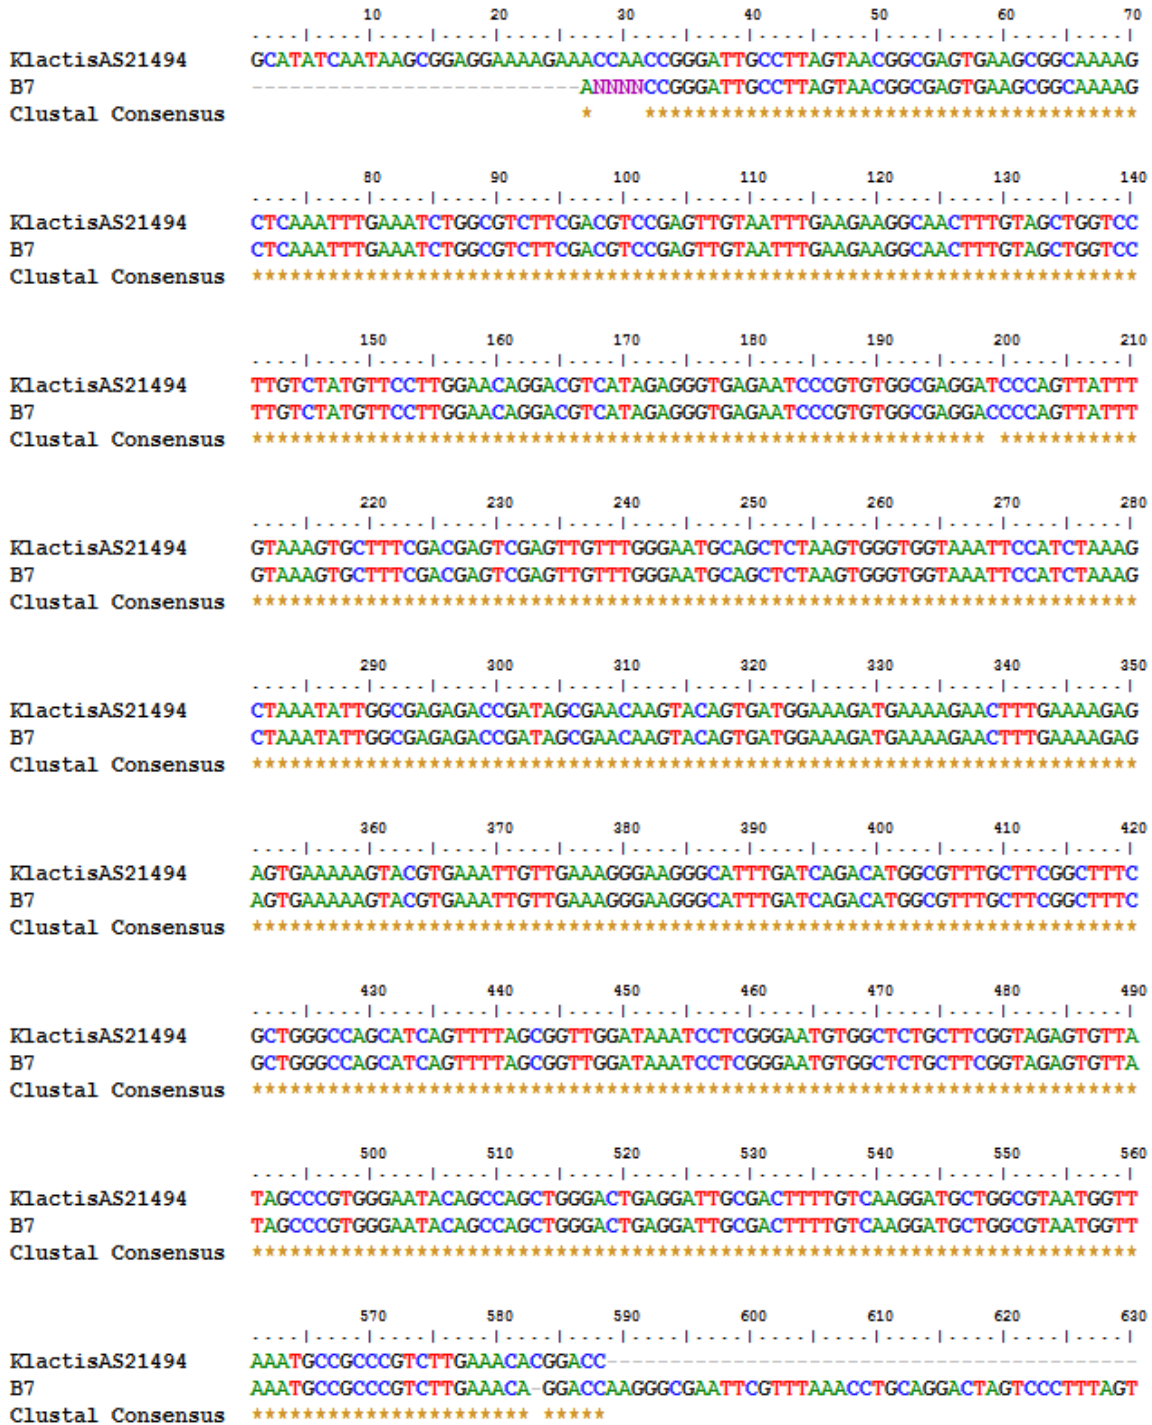 10 20 30 40 50 60 70
....|....|....|....|....|....|....|....|....|....|....|....|....|....|
KlactisAS21494 GCATATCAATAAGCGGAGGAAAAGAAACCAACCGGGATTGCCTTAGTAACGGCGAGTGAAGCGGCAAAAG
B7 --------------------------ANNNNCCGGGATTGCCTTAGTAACGGCGAGTGAAGCGGCAAAAG
Clustal Consensus * ***************************************
80 90 100 110 120 130 140
....|....|....|....|....|....|....|....|....|....|....|....|....|....|
KlactisAS21494 CTCAAATTTGAAATCTGGCGTCTTCGACGTCCGAGTTGTAATTTGAAGAAGGCAACTTTGTAGCTGGTCC
B7 CTCAAATTTGAAATCTGGCGTCTTCGACGTCCGAGTTGTAATTTGAAGAAGGCAACTTTGTAGCTGGTCC
Clustal Consensus **********************************************************************
150 160 170 180 190 200 210
....|....|....|....|....|....|....|....|....|....|....|....|....|....|
KlactisAS21494 TTGTCTATGTTCCTTGGAACAGGACGTCATAGAGGGTGAGAATCCCGTGTGGCGAGGATCCCAGTTATTT
B7 TTGTCTATGTTCCTTGGAACAGGACGTCATAGAGGGTGAGAATCCCGTGTGGCGAGGACCCCAGTTATTT
Clustal Consensus ********************************************************** ***********
220 230 240 250 260 270 280
....|....|....|....|....|....|....|....|....|....|....|....|....|....|
KlactisAS21494 GTAAAGTGCTTTCGACGAGTCGAGTTGTTTGGGAATGCAGCTCTAAGTGGGTGGTAAATTCCATCTAAAG
B7 GTAAAGTGCTTTCGACGAGTCGAGTTGTTTGGGAATGCAGCTCTAAGTGGGTGGTAAATTCCATCTAAAG
Clustal Consensus **********************************************************************
290 300 310 320 330 340 350
....|....|....|....|....|....|....|....|....|....|....|....|....|....|
KlactisAS21494 CTAAATATTGGCGAGAGACCGATAGCGAACAAGTACAGTGATGGAAAGATGAAAAGAACTTTGAAAAGAG
B7 CTAAATATTGGCGAGAGACCGATAGCGAACAAGTACAGTGATGGAAAGATGAAAAGAACTTTGAAAAGAG
Clustal Consensus **********************************************************************
360 370 380 390 400 410 420
....|....|....|....|....|....|....|....|....|....|....|....|....|....|
KlactisAS21494 AGTGAAAAAGTACGTGAAATTGTTGAAAGGGAAGGGCATTTGATCAGACATGGCGTTTGCTTCGGCTTTC
B7 AGTGAAAAAGTACGTGAAATTGTTGAAAGGGAAGGGCATTTGATCAGACATGGCGTTTGCTTCGGCTTTC
Clustal Consensus **********************************************************************
430 440 450 460 470 480 490
....|....|....|....|....|....|....|....|....|....|....|....|....|....|
KlactisAS21494 GCTGGGCCAGCATCAGTTTTAGCGGTTGGATAAATCCTCGGGAATGTGGCTCTGCTTCGGTAGAGTGTTA
B7 GCTGGGCCAGCATCAGTTTTAGCGGTTGGATAAATCCTCGGGAATGTGGCTCTGCTTCGGTAGAGTGTTA
Clustal Consensus **********************************************************************
500 510 520 530 540 550 560
....|....|....|....|....|....|....|....|....|....|....|....|....|....|
KlactisAS21494 TAGCCCGTGGGAATACAGCCAGCTGGGACTGAGGATTGCGACTTTTGTCAAGGATGCTGGCGTAATGGTT
B7 TAGCCCGTGGGAATACAGCCAGCTGGGACTGAGGATTGCGACTTTTGTCAAGGATGCTGGCGTAATGGTT
Clustal Consensus **********************************************************************
570 580 590 600 610 620 630
....|....|....|....|....|....|....|....|....|....|....|....|....|....|
KlactisAS21494 AAATGCCGCCCGTCTTGAAACACGGACC------------------------------------------
B7 AAATGCCGCCCGTCTTGAAACA-GGACCAAGGGCGAATTCGTTTAAACCTGCAGGACTAGTCCCTTTAGT
Clustal Consensus ********************** *****